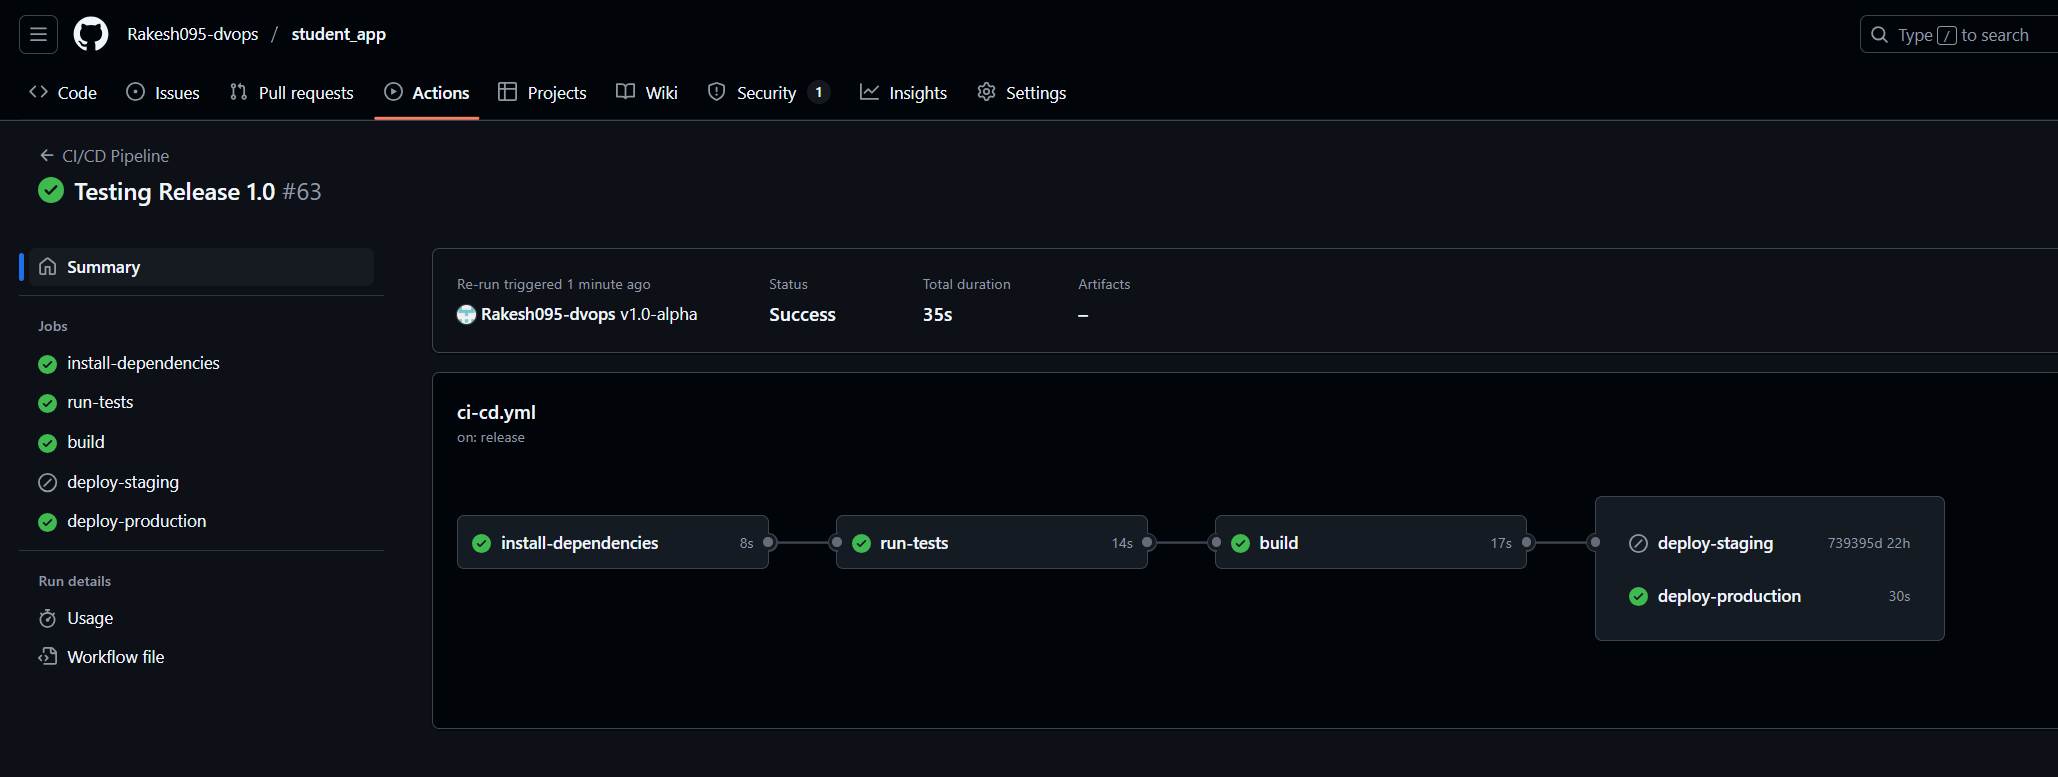 Rakesh095-dvops / student_app
Type / to search
Code Issues Pull requests Actions Projects Wiki Security 1 Insights Settings
CI/CD Pipeline
Testing Release 1.0 #63
Summary
Jobs
install-dependencies
run-tests
build
deploy-staging
deploy-production
Run details
Usage
Workflow file
Re-run triggered 1 minute ago
Rakesh095-dvops v1.0-alpha
Status
Success
Total duration
35s
Artifacts
–
ci-cd.yml
on: release
install-dependencies 8s
run-tests 14s
build 17s
deploy-staging 739395d 22h
deploy-production 30s